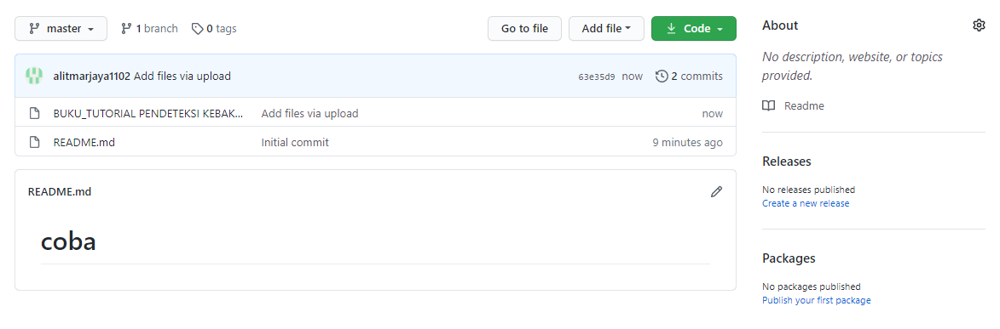 master
1 branch
0 tags
Go to file
Add file
Code
alitmarjaya1102 Add files via upload
63e35d9 now
2 commits
BUKU_TUTORIAL PENDETEKSI KEBAK...
Add files via upload
now
README.md
Initial commit
9 minutes ago
README.md
coba
About
No description, website, or topics
provided.
Readme
Releases
No releases published
Create a new release
Packages
No packages published
Publish your first package